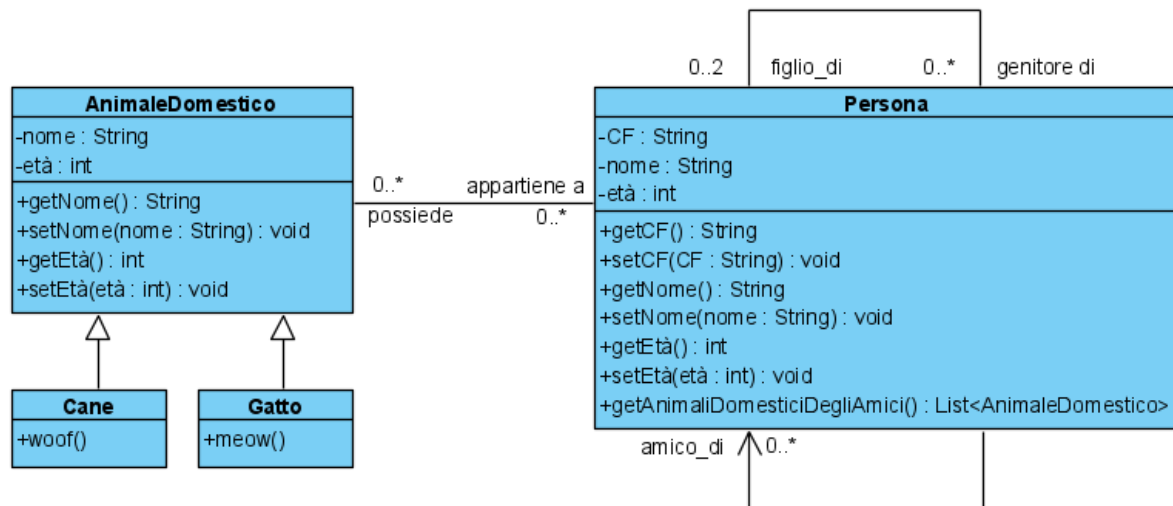 0..2 figlio_di 0..* genitore di
AnimaleDomestico
-nome : String
-età : int
+getNome() : String
+setNome(nome : String) : void
+getEtà() : int
+setEtà(età : int) : void
0..* appartiene a
possiede 0..*
Persona
-CF : String
-nome : String
-età : int
+getCF() : String
+setCF(CF : String) : void
+getNome() : String
+setNome(nome : String) : void
+getEtà() : int
+setEtà(età : int) : void
+getAnimaliDomesticiDegliAmici() : List<AnimaleDomestico>
Cane
+woof()
Gatto
+meow()
amico_di 0..*